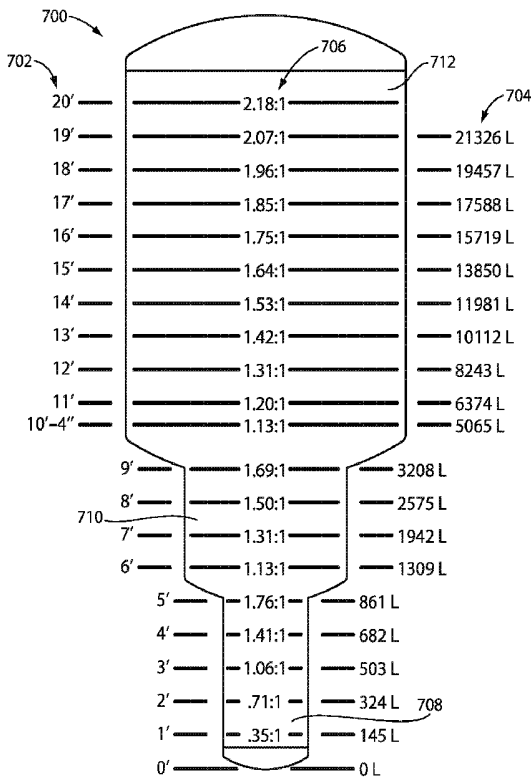 700
702
706
712
704
20′ 2.18:1
19′ 2.07:1 21326 L
18′ 1.96:1 19457 L
17′ 1.85:1 17588 L
16′ 1.75:1 15719 L
15′ 1.64:1 13850 L
14′ 1.53:1 11981 L
13′ 1.42:1 10112 L
12′ 1.31:1 8243 L
11′ 1.20:1 6374 L
10′–4″ 1.13:1 5065 L
9′ 1.69:1 3208 L
8′ 1.50:1 2575 L
710
7′ 1.31:1 1942 L
6′ 1.13:1 1309 L
5′ 1.76:1 861 L
4′ 1.41:1 682 L
3′ 1.06:1 503 L
2′ .71:1 324 L
708
1′ .35:1 145 L
0′ 0 L